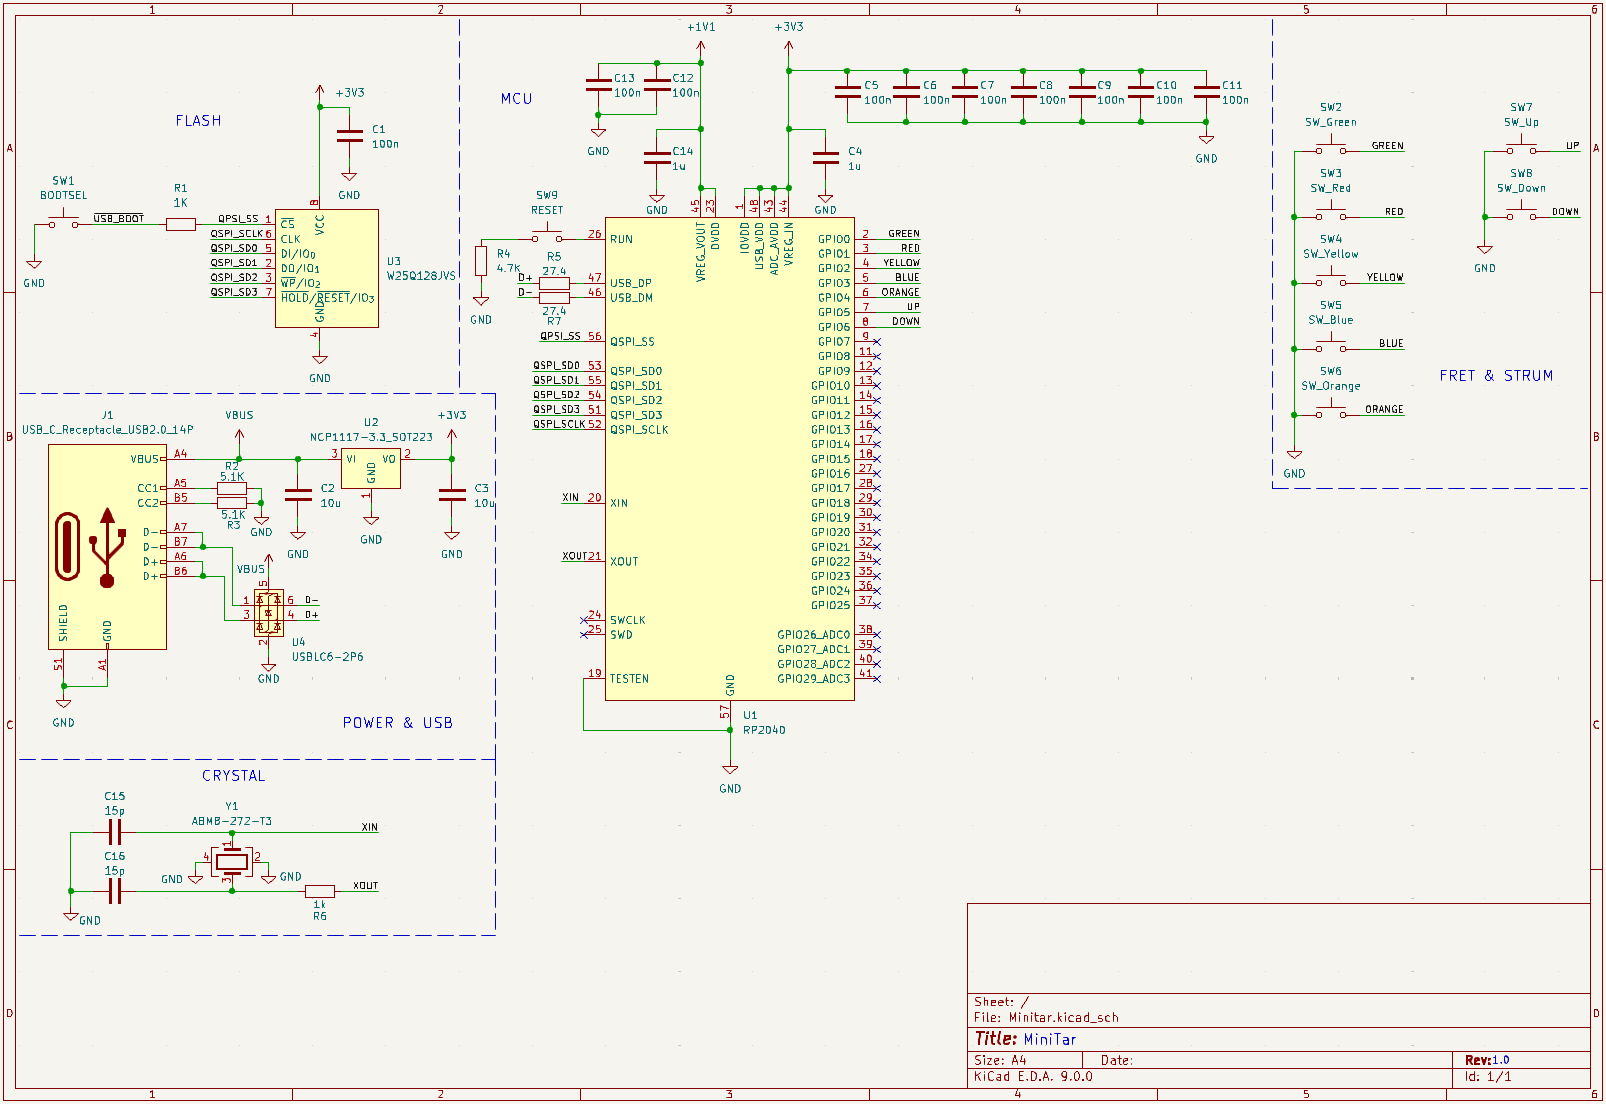 1 2 3 4 5 6
A
B
C
D
FLASH
+3V3
C1
100n
GND
SW1
BOOTSEL
USB_BOOT
R1
1K
GND
QPSI_SS 1
QSPI_SCLK 6
QSPI_SD0 5
QSPI_SD1 2
QSPI_SD2 3
QSPI_SD3 7
8
VCC
CS
CLK
DI/IO0
DO/IO1
WP/IO2
HOLD/RESET/IO3
GND
4
U3
W25Q128JVS
GND
MCU
+1V1
+3V3
C13
100n
C12
100n
GND
C14
1u
GND
C4
1u
GND
C5
100n
C6
100n
C7
100n
C8
100n
C9
100n
C10
100n
C11
100n
GND
SW9
RESET
R4
4.7K
GND
R5
27.4
D+
D-
27.4
R7
45 23 1 48 43 44
VREG_VOUT
DVDD
IOVDD
USB_VDD
ADC_AVDD
VREG_IN
26 RUN
47 USB_DP
46 USB_DM
QPSI_SS 56 QSPI_SS
QSPI_SD0 53 QSPI_SD0
QSPI_SD1 55 QSPI_SD1
QSPI_SD2 54 QSPI_SD2
QSPI_SD3 51 QSPI_SD3
QSPI_SCLK 52 QSPI_SCLK
XIN 20 XIN
XOUT 21 XOUT
24 SWCLK
25 SWD
19 TESTEN
GPIO0 2 GREEN
GPIO1 3 RED
GPIO2 4 YELLOW
GPIO3 5 BLUE
GPIO4 6 ORANGE
GPIO5 7 UP
GPIO6 8 DOWN
GPIO7 9
GPIO8 11
GPIO9 12
GPIO10 13
GPIO11 14
GPIO12 15
GPIO13 16
GPIO14 17
GPIO15 18
GPIO16 27
GPIO17 28
GPIO18 29
GPIO19 30
GPIO20 31
GPIO21 32
GPIO22 34
GPIO23 35
GPIO24 36
GPIO25 37
GPIO26_ADC0 38
GPIO27_ADC1 39
GPIO28_ADC2 40
GPIO29_ADC3 41
GND
57
U1
RP2040
GND
SW2
SW_Green
GREEN
SW3
SW_Red
RED
SW4
SW_Yellow
YELLOW
SW5
SW_Blue
BLUE
SW6
SW_Orange
ORANGE
GND
SW7
SW_Up
UP
SW8
SW_Down
DOWN
GND
FRET & STRUM
J1
USB_C_Receptacle_USB2.0_14P
VBUS A4
CC1 A5
CC2 B5
D- A7
D- B7
D+ A6
D+ B6
SHIELD
GND
S1
A1
GND
VBUS
R2
5.1K
5.1K
R3
GND
C2
10u
GND
U2
NCP1117-3.3_SOT223
3 VI
VO 2
GND
1
GND
+3V3
C3
10u
GND
VBUS
5
1
3
6 D-
4 D+
2
U4
USBLC6-2P6
GND
POWER & USB
CRYSTAL
C15
15p
C16
15p
GND
Y1
ABM8-272-T3
1
2
3
4
GND
GND
XIN
XOUT
1k
R6
Sheet: /
File: Minitar.kicad_sch
Title: MiniTar
Size: A4
Date:
Rev: 1.0
KiCad E.D.A. 9.0.0
Id: 1/1
1 2 3 4 5 6
A
B
C
D